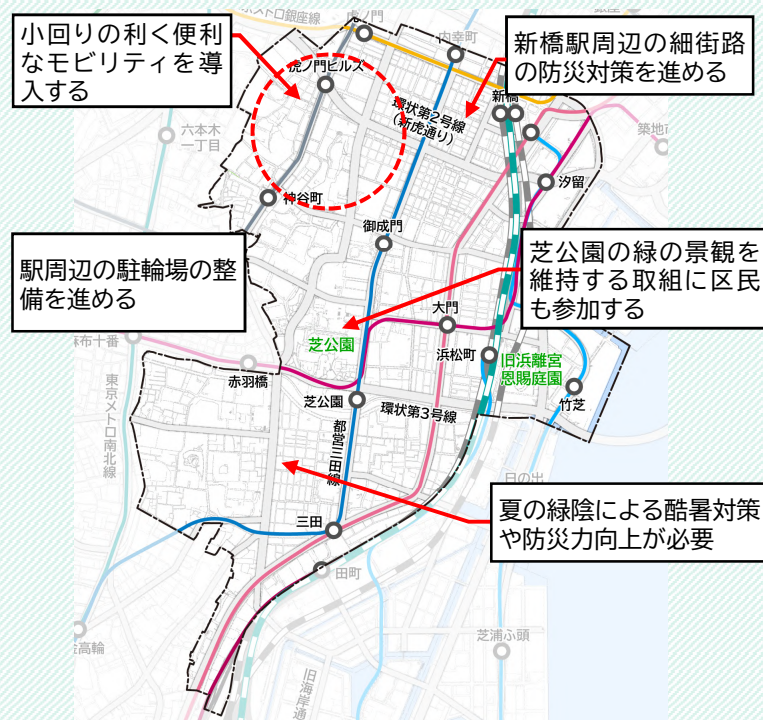 小回りの利く便利
なモビリティを導
入する
新橋駅周辺の細街路
の防災対策を進める
駅周辺の駐輪場の整
備を進める
芝公園の緑の景観を
維持する取組に区民
も参加する
夏の緑陰による酷暑対策
や防災力向上が必要
虎ノ門
内幸町
虎ノ門ヒルズ
環状第2号線
(新虎通り)
新橋
六本木
一丁目
汐留
神谷町
御成門
大門
芝公園
浜松町
旧浜離宮
恩賜庭園
麻布十番
赤羽橋
芝公園
環状第3号線
竹芝
東京メトロ南北線
都営三田線
日の出
三田
田町
芝浦ふ頭
旧海岸通